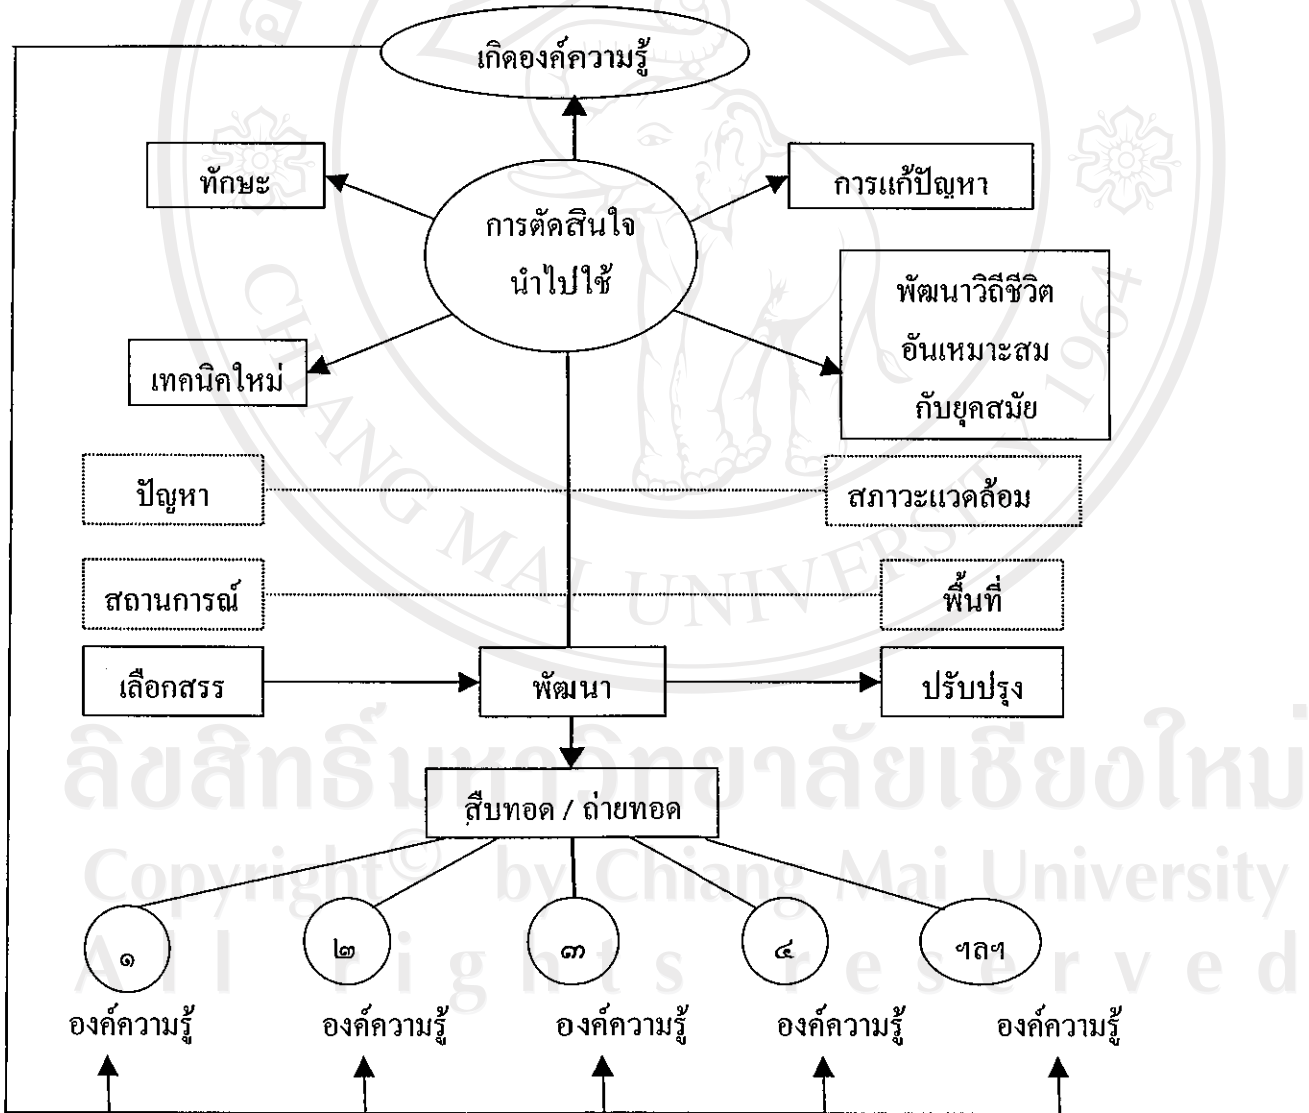 เกิดองค์ความรู้
ทักษะ
การแก้ปัญหา
การตัดสินใจ
นำไปใช้
พัฒนาวิถีชีวิต
อันเหมาะสม
กับยุคสมัย
เทคนิคใหม่
ปัญหา
สภาวะแวดล้อม
สถานการณ์
พื้นที่
เลือกสรร
พัฒนา
ปรับปรุง
สืบทอด / ถ่ายทอด
๑ ๒ ๓ ๔ ฯลฯ
องค์ความรู้ องค์ความรู้ องค์ความรู้ องค์ความรู้ องค์ความรู้
CHIANG MAI UNIVERSITY 1964
ลิขสิทธิ์มหาวิทยาลัยเชียงใหม่
Copyright© by Chiang Mai University
All rights reserved